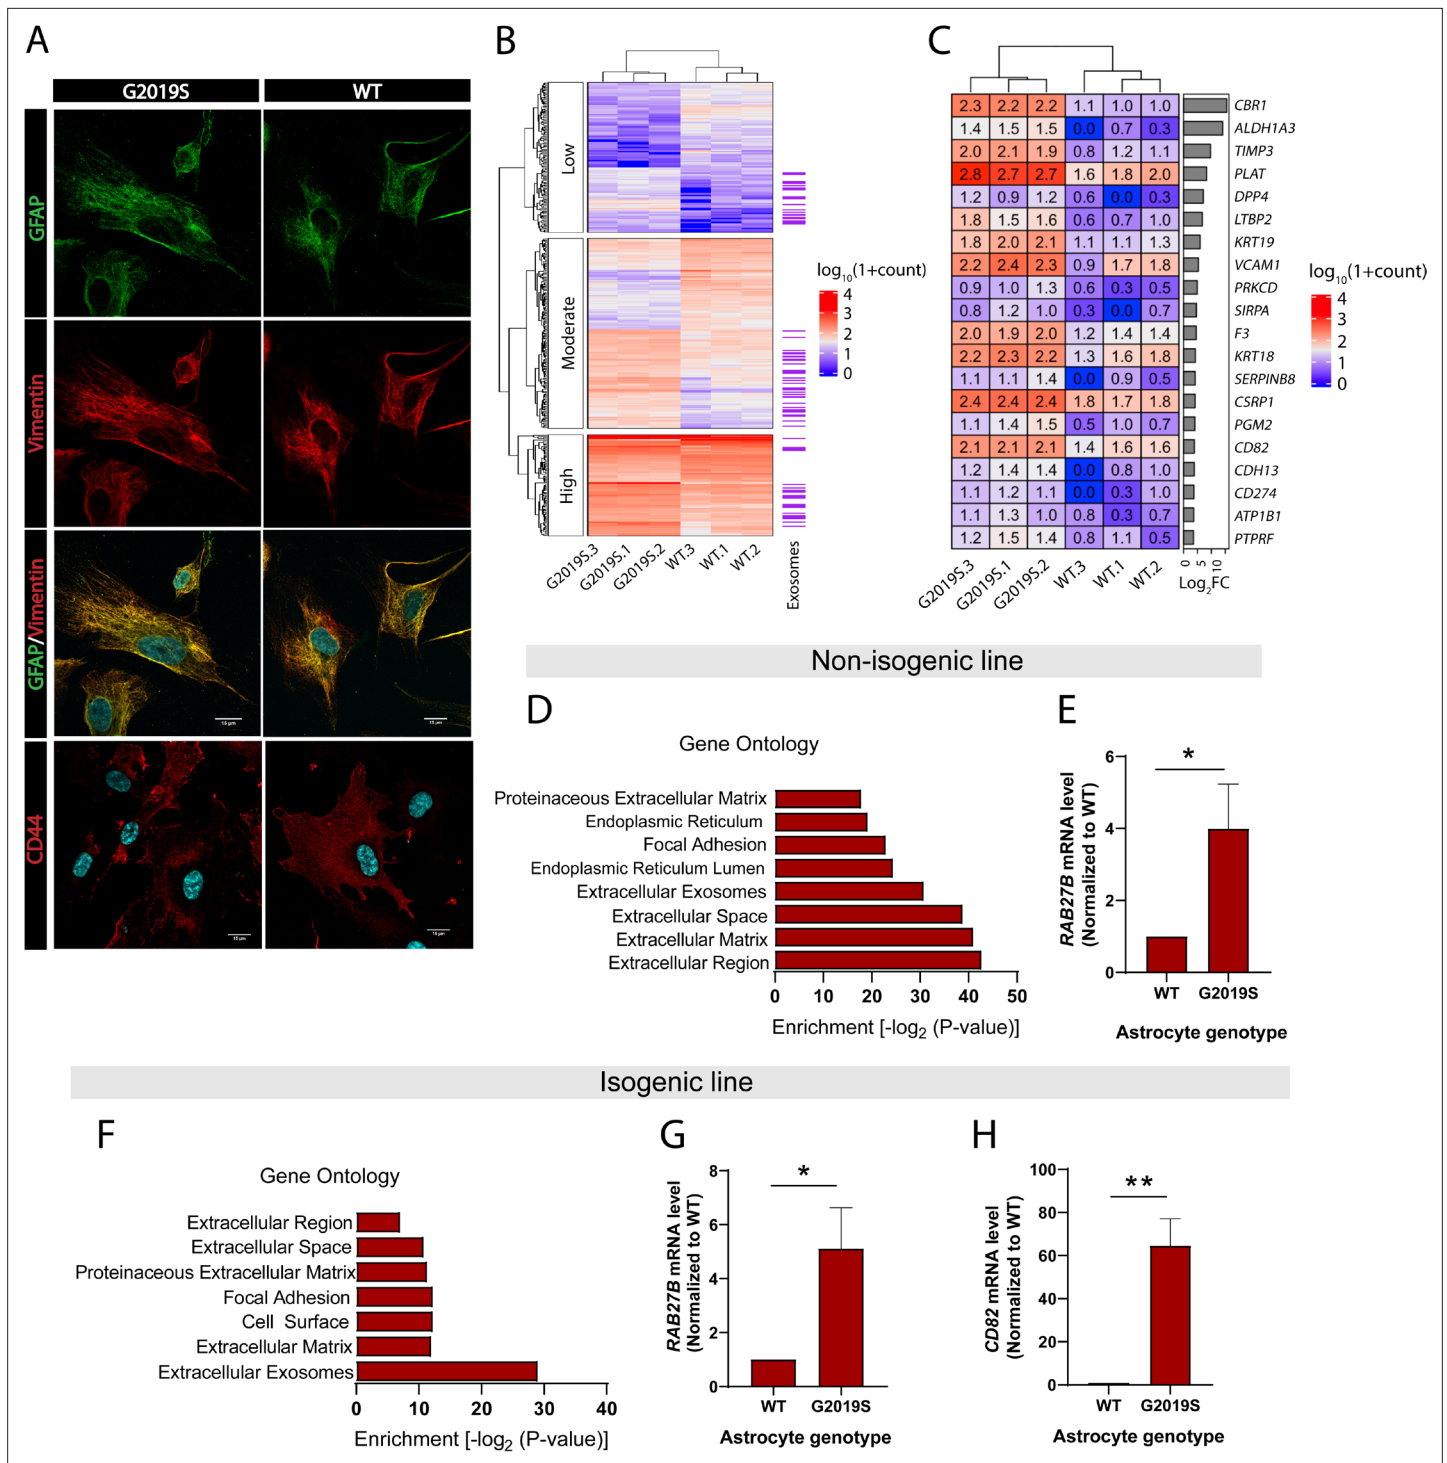 A
G2019S
WT
GFAP
Vimentin
GFAP/Vimentin
CD44
15 µm
15 µm
15 µm
15 µm
B
Low
Moderate
High
G2019S.3
G2019S.1
G2019S.2
WT.3
WT.1
WT.2
Exosomes
log10(1+count)
4
3
2
1
0
C
2.3 2.2 2.2 1.1 1.0 1.0 CBR1
1.4 1.5 1.5 0.0 0.7 0.3 ALDH1A3
2.0 2.1 1.9 0.8 1.2 1.1 TIMP3
2.8 2.7 2.7 1.6 1.8 2.0 PLAT
1.2 0.9 1.2 0.6 0.0 0.3 DPP4
1.8 1.5 1.6 0.6 0.7 1.0 LTBP2
1.8 2.0 2.1 1.1 1.1 1.3 KRT19
2.2 2.4 2.3 0.9 1.7 1.8 VCAM1
0.9 1.0 1.3 0.6 0.3 0.5 PRKCD
0.8 1.2 1.0 0.3 0.0 0.7 SIRPA
2.0 1.9 2.0 1.2 1.4 1.4 F3
2.2 2.3 2.2 1.3 1.6 1.8 KRT18
1.1 1.1 1.4 0.0 0.9 0.5 SERPINB8
2.4 2.4 2.4 1.8 1.7 1.8 CSRP1
1.1 1.4 1.5 0.5 1.0 0.7 PGM2
2.1 2.1 2.1 1.4 1.6 1.6 CD82
1.2 1.4 1.4 0.0 0.8 1.0 CDH13
1.1 1.2 1.1 0.0 0.3 1.0 CD274
1.1 1.3 1.0 0.8 0.3 0.7 ATP1B1
1.2 1.5 1.4 0.8 1.1 0.5 PTPRF
G2019S.3
G2019S.1
G2019S.2
WT.3
WT.1
WT.2
0 5 10
Log2FC
log10(1+count)
4
3
2
1
0
Non-isogenic line
D
Gene Ontology
Proteinaceous Extracellular Matrix
Endoplasmic Reticulum
Focal Adhesion
Endoplasmic Reticulum Lumen
Extracellular Exosomes
Extracellular Space
Extracellular Matrix
Extracellular Region
0 10 20 30 40 50
Enrichment [-log2 (P-value)]
E
RAB27B mRNA level
(Normalized to WT)
6
4
2
0
*
WT G2019S
Astrocyte genotype
Isogenic line
F
Gene Ontology
Extracellular Region
Extracellular Space
Proteinaceous Extracellular Matrix
Focal Adhesion
Cell Surface
Extracellular Matrix
Extracellular Exosomes
0 10 20 30 40
Enrichment [-log2 (P-value)]
G
RAB27B mRNA level
(Normalized to WT)
8
6
4
2
0
*
WT G2019S
Astrocyte genotype
H
CD82 mRNA level
(Normalized to WT)
100
80
60
40
20
0
**
WT G2019S
Astrocyte genotype